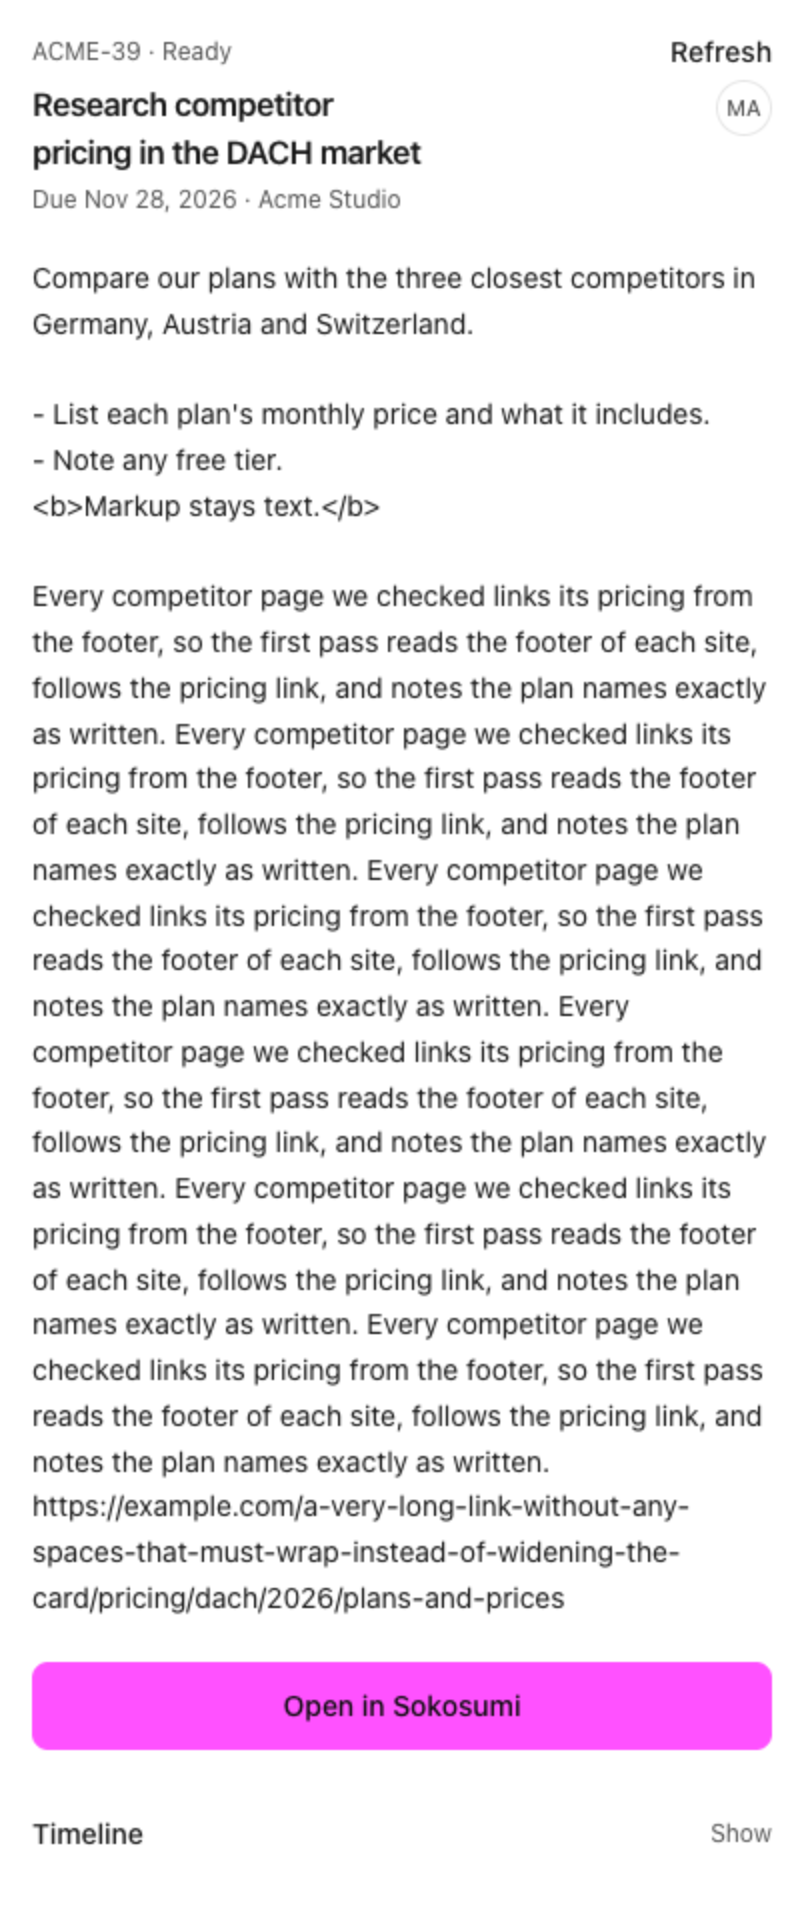 ACME-39 · Ready
Refresh
Research competitor
pricing in the DACH market
MA
Due Nov 28, 2026 · Acme Studio
Compare our plans with the three closest competitors in
Germany, Austria and Switzerland.
- List each plan's monthly price and what it includes.
- Note any free tier.
<b>Markup stays text.</b>
Every competitor page we checked links its pricing from
the footer, so the first pass reads the footer of each site,
follows the pricing link, and notes the plan names exactly
as written. Every competitor page we checked links its
pricing from the footer, so the first pass reads the footer
of each site, follows the pricing link, and notes the plan
names exactly as written. Every competitor page we
checked links its pricing from the footer, so the first pass
reads the footer of each site, follows the pricing link, and
notes the plan names exactly as written. Every
competitor page we checked links its pricing from the
footer, so the first pass reads the footer of each site,
follows the pricing link, and notes the plan names exactly
as written. Every competitor page we checked links its
pricing from the footer, so the first pass reads the footer
of each site, follows the pricing link, and notes the plan
names exactly as written. Every competitor page we
checked links its pricing from the footer, so the first pass
reads the footer of each site, follows the pricing link, and
notes the plan names exactly as written.
https://example.com/a-very-long-link-without-any-
spaces-that-must-wrap-instead-of-widening-the-
card/pricing/dach/2026/plans-and-prices
Open in Sokosumi
Timeline
Show